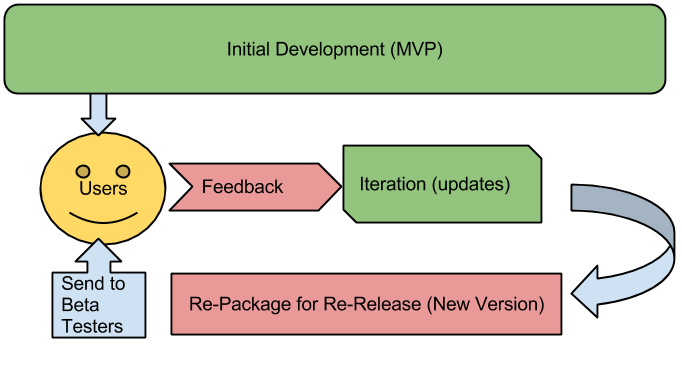 Initial Development (MVP)
Users
Feedback
Iteration (updates)
Send to
Beta
Testers
Re-Package for Re-Release (New Version)